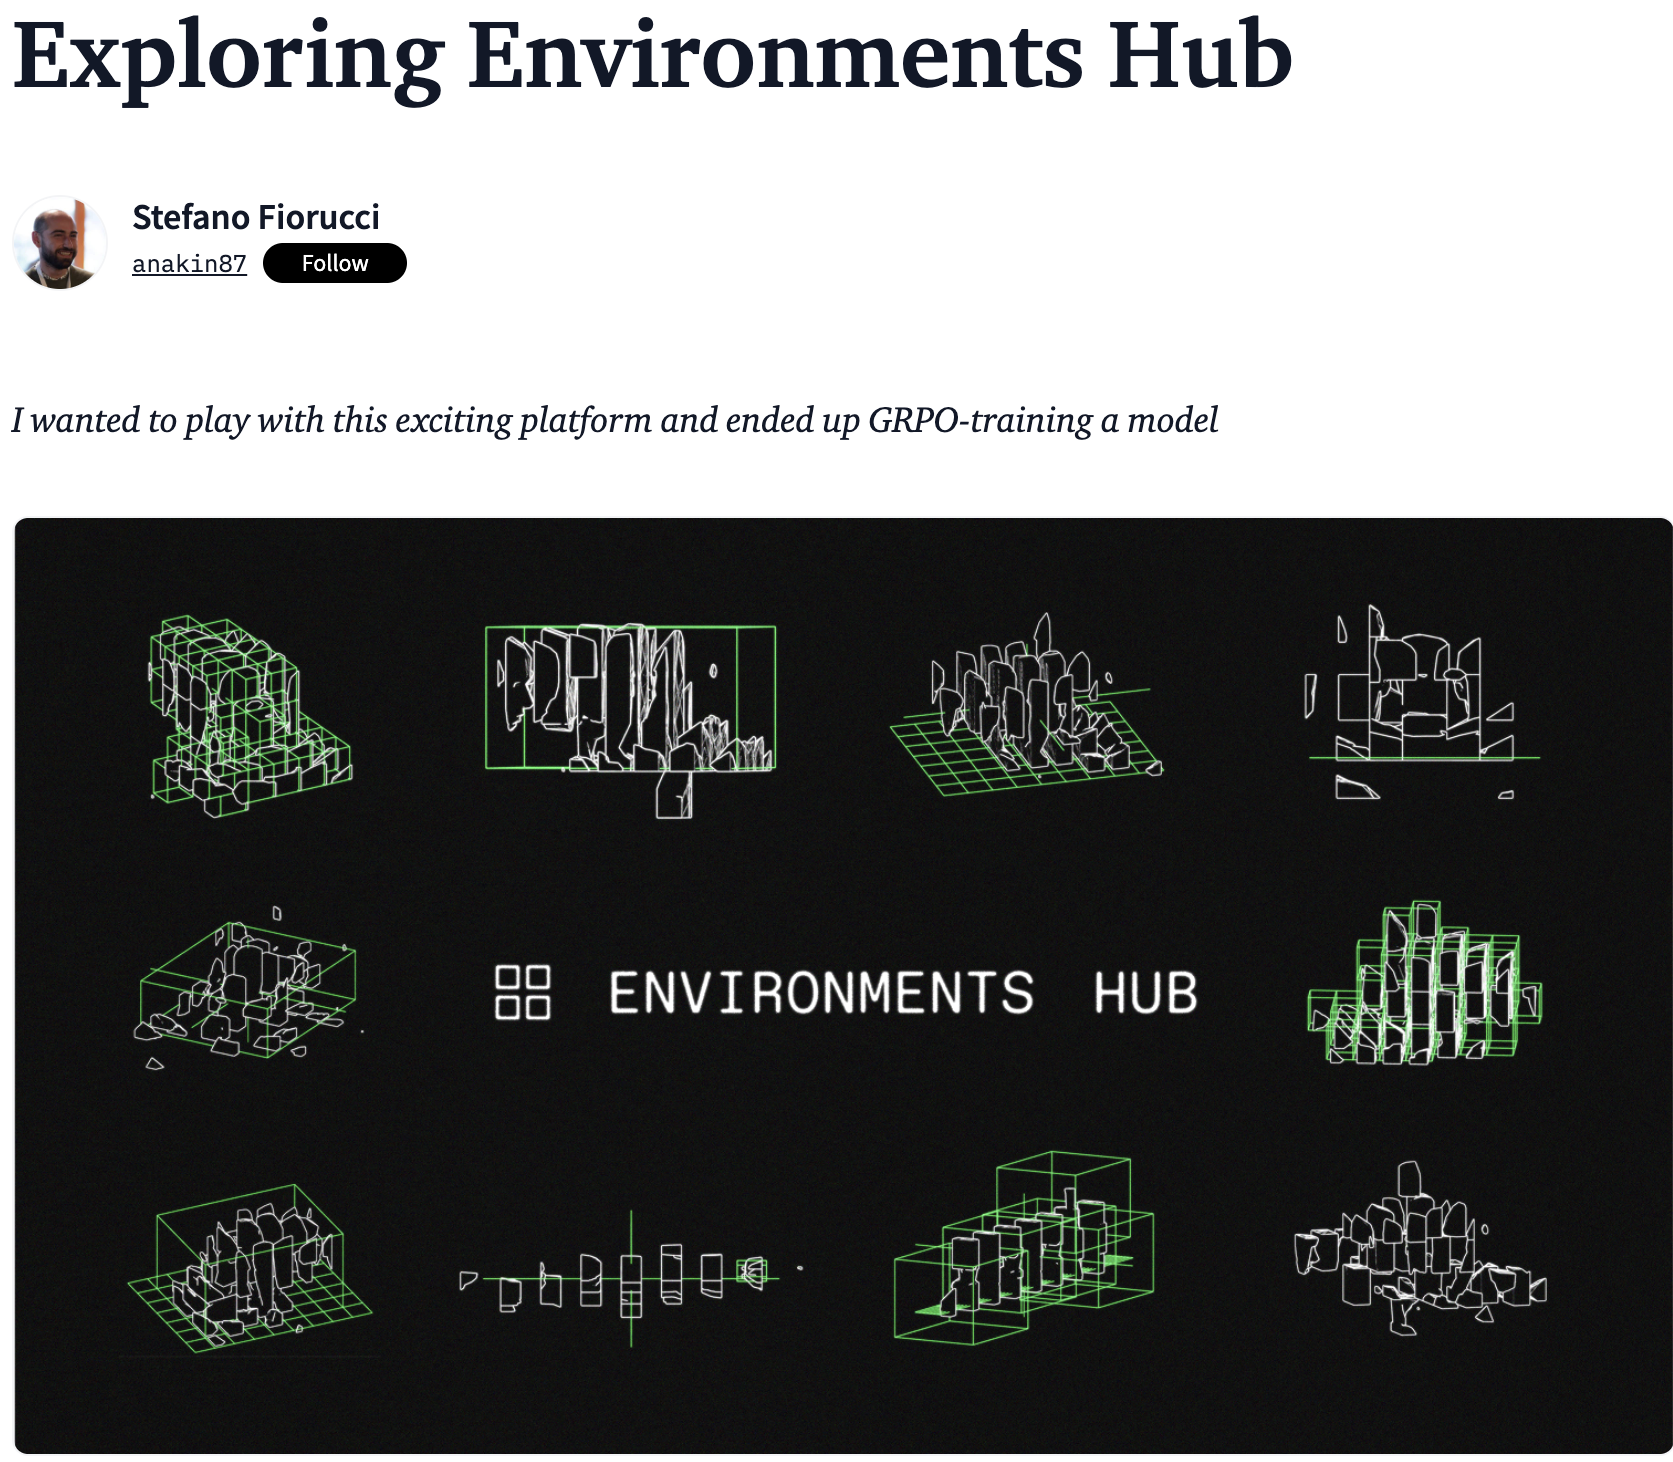 Exploring Environments Hub
Stefano Fiorucci
anakin87 Follow
I wanted to play with this exciting platform and ended up GRPO-training a model
ENVIRONMENTS HUB